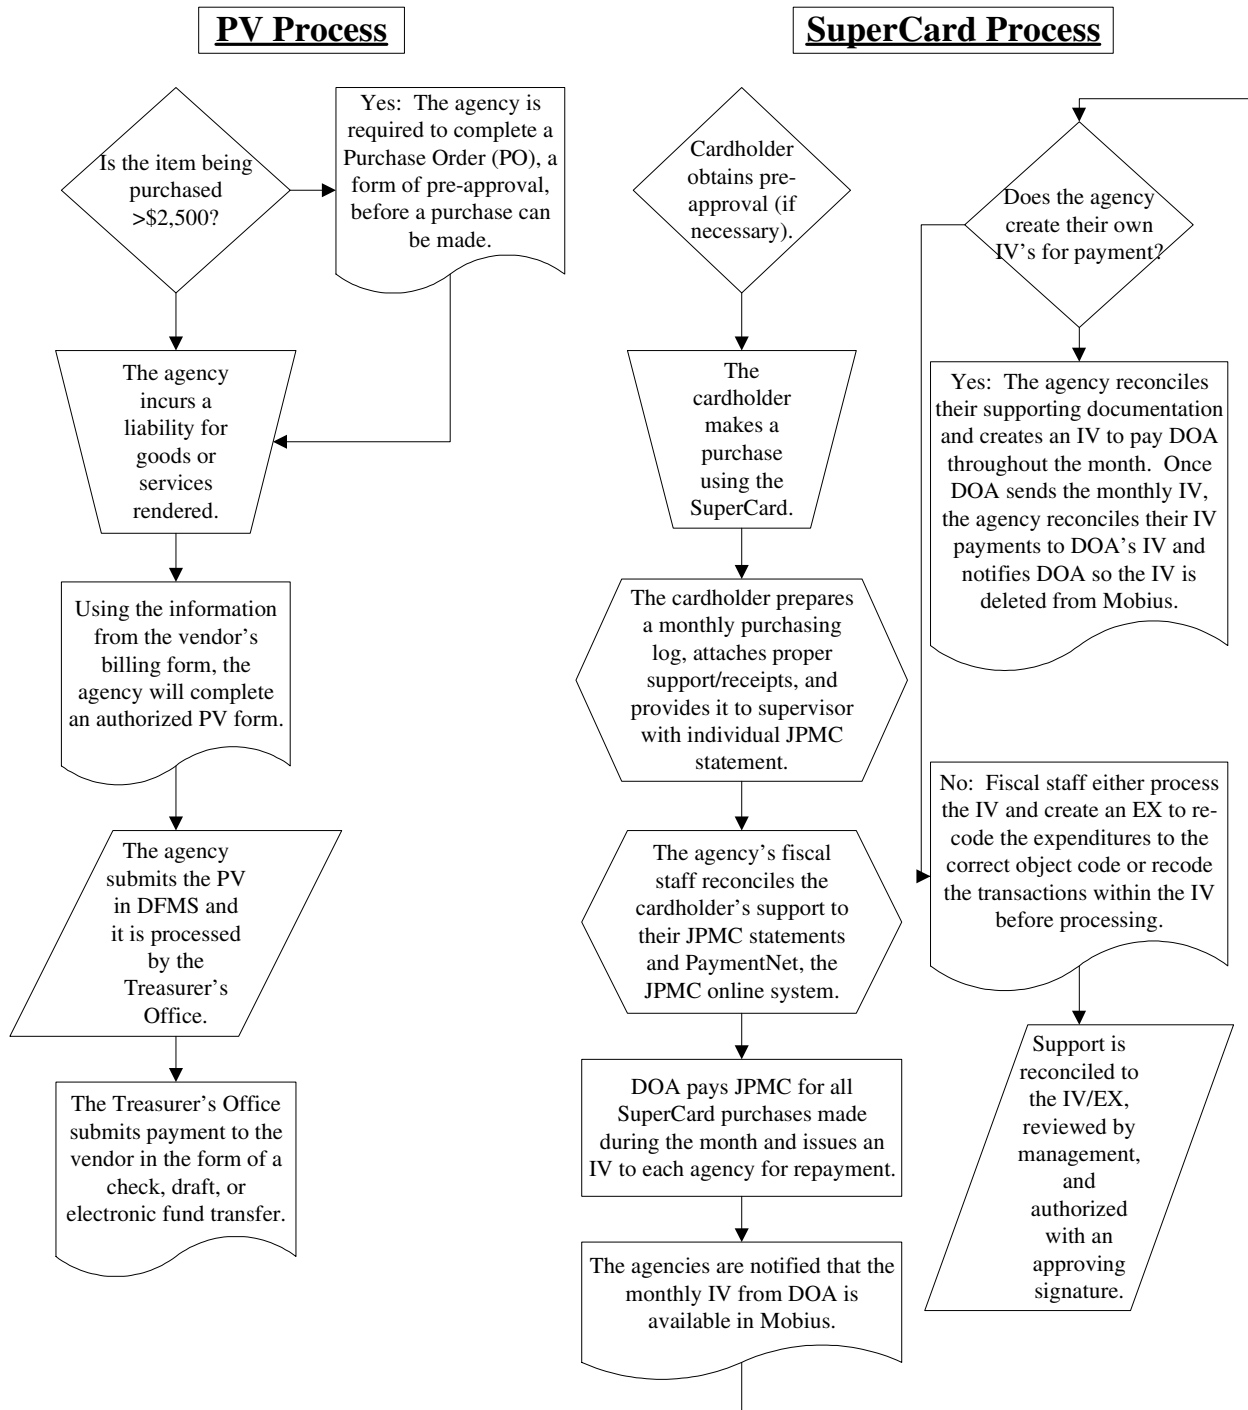 PV Process
Is the item being
purchased
>$2,500?
Yes:  The agency is
required to complete a
Purchase Order (PO), a
form of pre-approval,
before a purchase can
be made.
The agency
incurs a
liability for
goods or
services
rendered.
Using the information
from the vendor's
billing form, the
agency will complete
an authorized PV form.
The agency
submits the PV
in DFMS and
it is processed
by the
Treasurer's
Office.
The Treasurer's Office
submits payment to the
vendor in the form of a
check, draft, or
electronic fund transfer.
SuperCard Process
Cardholder
obtains pre-
approval (if
necessary).
The
cardholder
makes a
purchase
using the
SuperCard.
The cardholder prepares
a monthly purchasing
log, attaches proper
support/receipts, and
provides it to supervisor
with individual JPMC
statement.
The agency's fiscal
staff reconciles the
cardholder's support to
their JPMC statements
and PaymentNet, the
JPMC online system.
DOA pays JPMC for all
SuperCard purchases made
during the month and issues an
IV to each agency for repayment.
The agencies are notified that the
monthly IV from DOA is
available in Mobius.
Does the agency
create their own
IV's for payment?
Yes:  The agency reconciles
their supporting documentation
and creates an IV to pay DOA
throughout the month.  Once
DOA sends the monthly IV,
the agency reconciles their IV
payments to DOA's IV and
notifies DOA so the IV is
deleted from Mobius.
No:  Fiscal staff either process
the IV and create an EX to re-
code the expenditures to the
correct object code or recode
the transactions within the IV
before processing.
Support is
reconciled to
the IV/EX,
reviewed by
management,
and
authorized
with an
approving
signature.